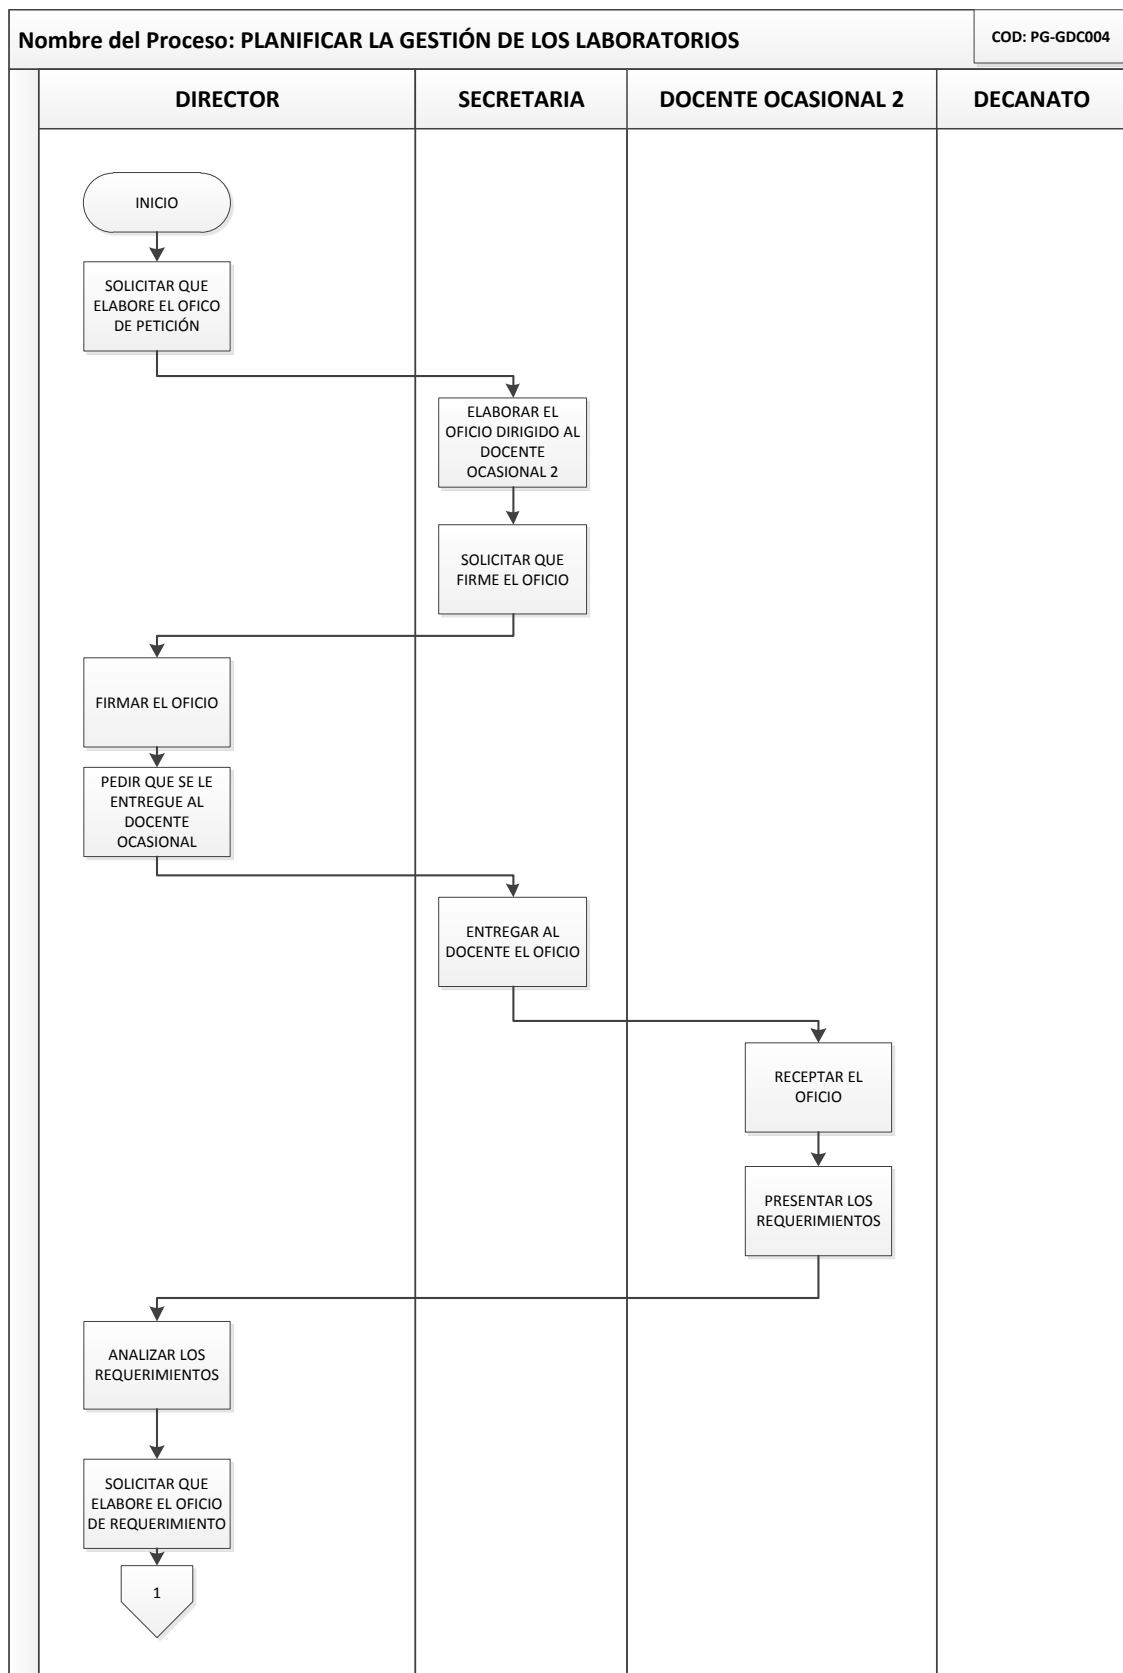 Nombre del Proceso: PLANIFICAR LA GESTIÓN DE LOS LABORATORIOS
COD: PG-GDC004
DIRECTOR
SECRETARIA
DOCENTE OCASIONAL 2
DECANATO
INICIO
SOLICITAR QUE
ELABORE EL OFICO
DE PETICIÓN
ELABORAR EL
OFICIO DIRIGIDO AL
DOCENTE
OCASIONAL 2
SOLICITAR QUE
FIRME EL OFICIO
FIRMAR EL OFICIO
PEDIR QUE SE LE
ENTREGUE AL
DOCENTE
OCASIONAL
ENTREGAR AL
DOCENTE EL OFICIO
RECEPTAR EL
OFICIO
PRESENTAR LOS
REQUERIMIENTOS
ANALIZAR LOS
REQUERIMIENTOS
SOLICITAR QUE
ELABORE EL OFICIO
DE REQUERIMIENTO
1